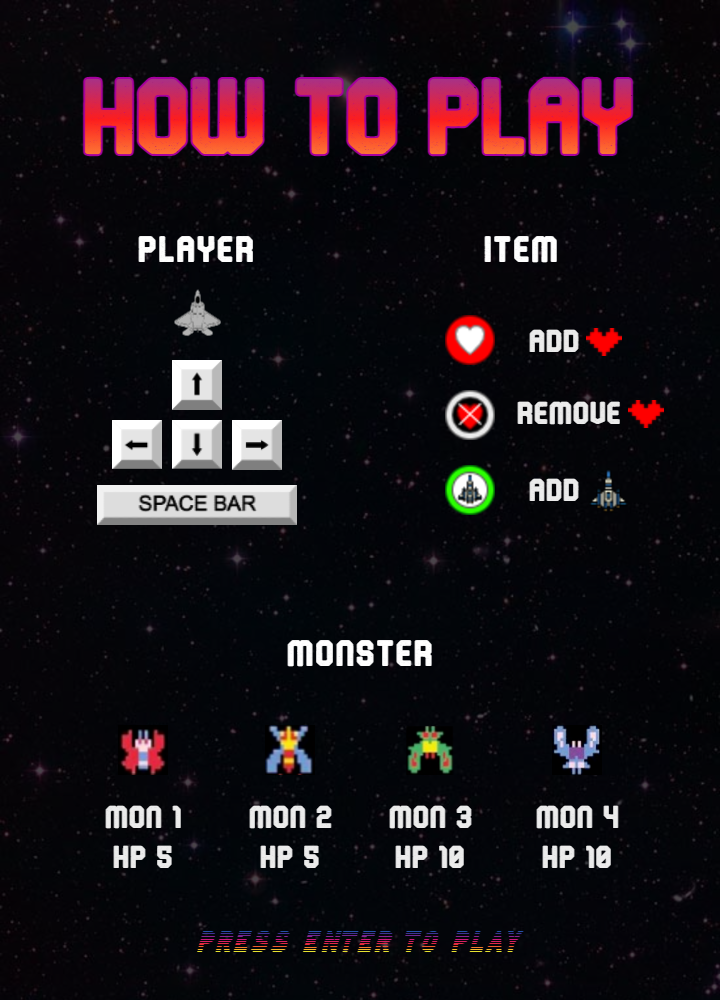 HOW TO PLAY
PLAYER
ITEM
ADD
REMOVE
ADD
SPACE BAR
MONSTER
MON 1
MON 2
MON 3
MON 4
HP 5
HP 5
HP 10
HP 10
PRESS ENTER TO PLAY